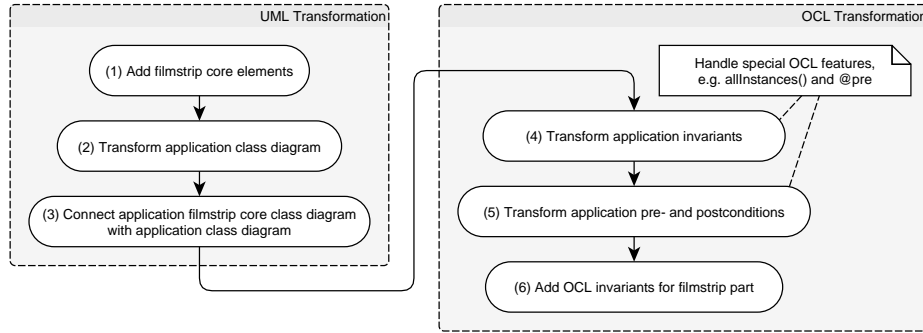 UML Transformation
(1) Add filmstrip core elements
(2) Transform application class diagram
(3) Connect application filmstrip core class diagram
with application class diagram
OCL Transformation
Handle special OCL features,
e.g. allInstances() and @pre
(4) Transform application invariants
(5) Transform application pre- and postconditions
(6) Add OCL invariants for filmstrip part